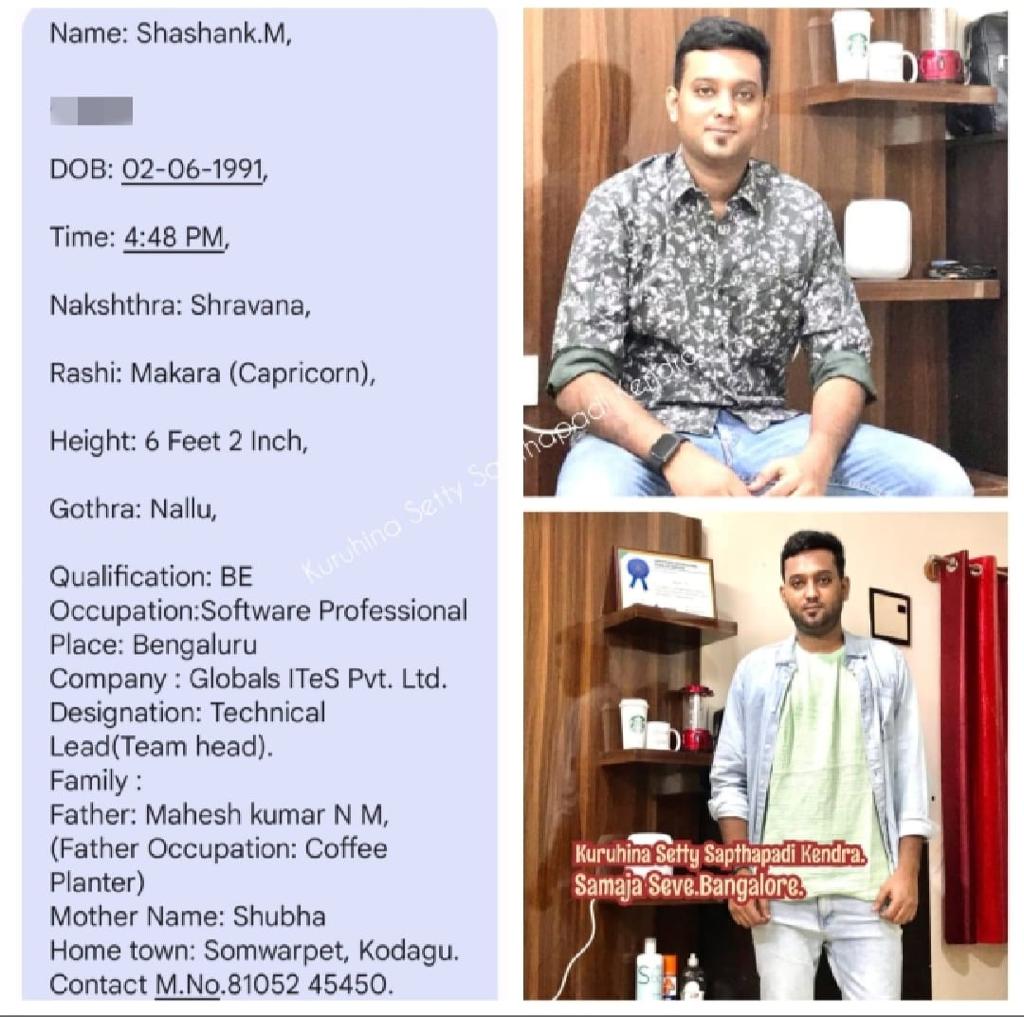 Name: Shashank.M,
DOB: 02-06-1991,
Time: 4:48 PM,
Nakshthra: Shravana,
Rashi: Makara (Capricorn),
Height: 6 Feet 2 Inch,
Gothra: Nallu,
Qualification: BE
Occupation:Software Professional
Place: Bengaluru
Company : Globals ITeS Pvt. Ltd.
Designation: Technical
Lead(Team head).
Family :
Father: Mahesh kumar N M,
(Father Occupation: Coffee
Planter)
Mother Name: Shubha
Home town: Somwarpet, Kodagu.
Contact M.No.81052 45450.
Kuruhina Setty Sapthapadi Kendra
Kuruhina Setty Sapthapadi Kendra.
Samaja Seve.Bangalore.